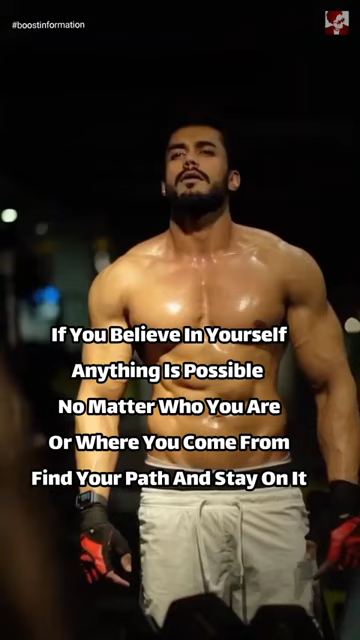 #boostinformation
If You Believe In Yourself
Anything Is Possible
No Matter Who You Are
Or Where You Come From
Find Your Path And Stay On It